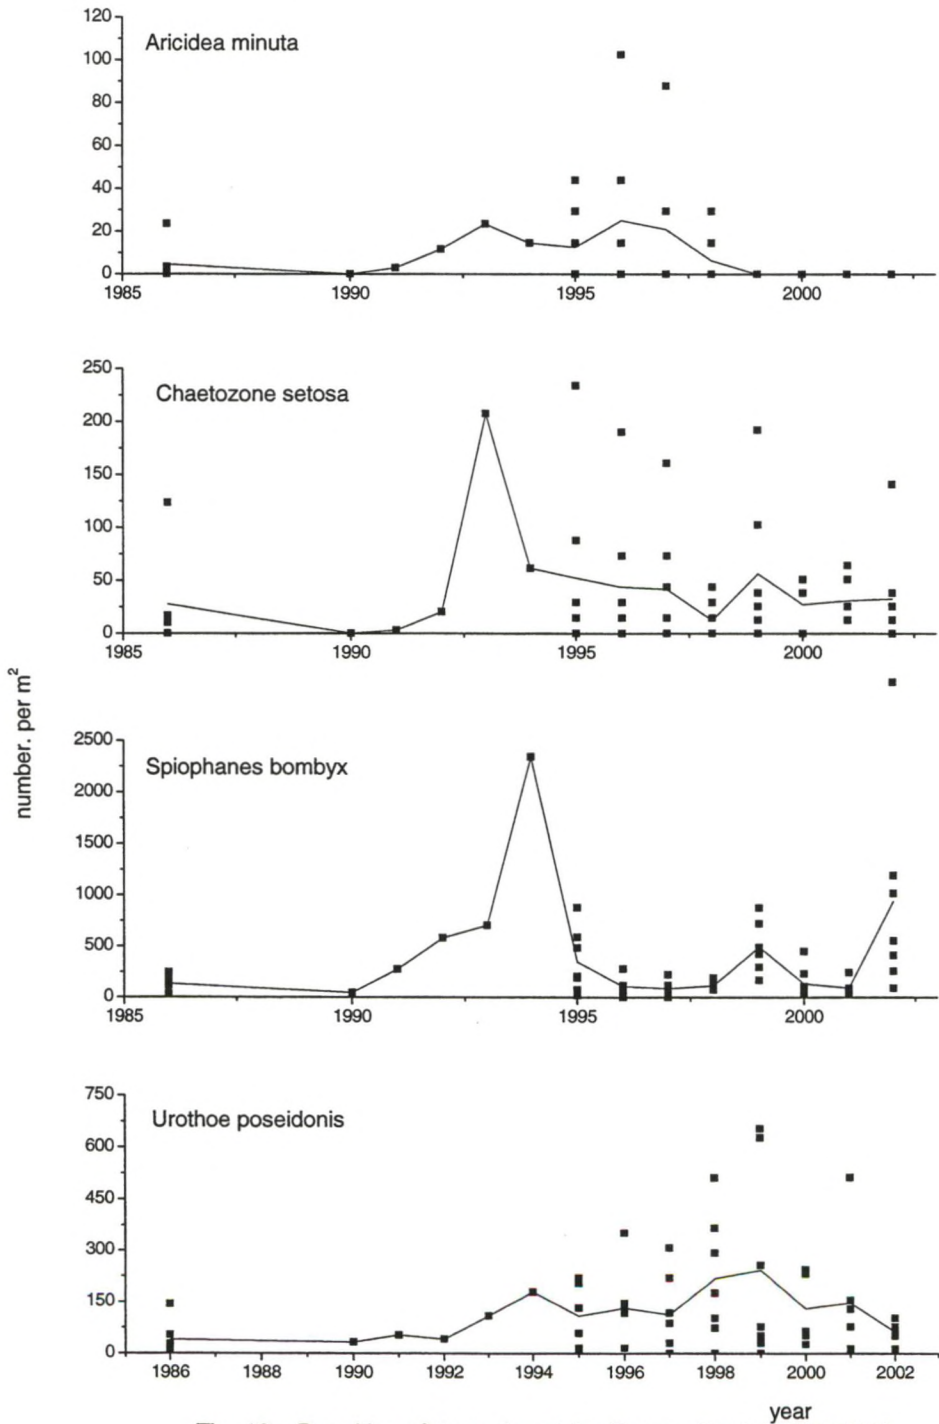 Aricidea minuta
120
100
80
60
40
20
0
1985 1990 1995 2000
Chaetozone setosa
250
200
150
100
50
0
1985 1990 1995 2000
number. per m²
Spiophanes bombyx
2500
2000
1500
1000
500
0
1985 1990 1995 2000
Urothoe poseidonis
750
600
450
300
150
0
1986 1988 1990 1992 1994 1996 1998 2000 2002
year